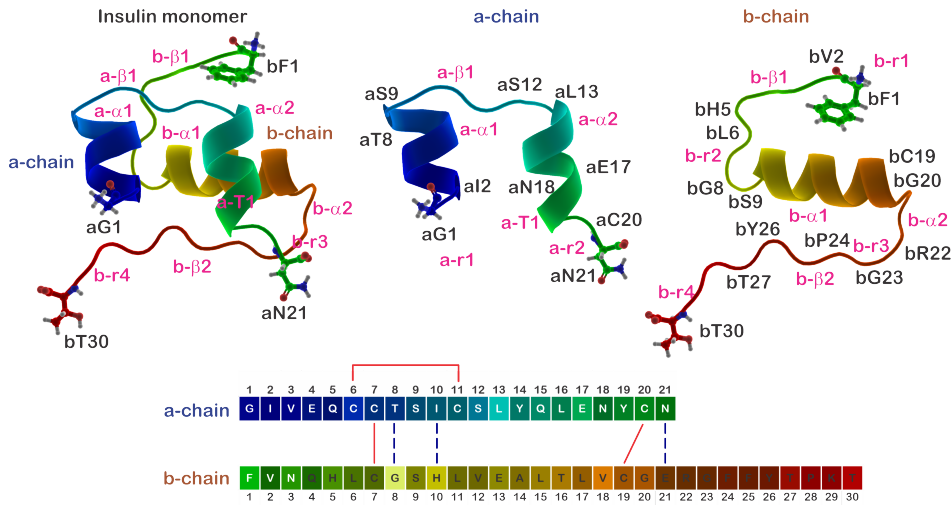 Insulin monomer
b-β1
bF1
a-β1
a-α1
a-α2
b-α1
b-chain
a-chain
a-T1
b-α2
aG1
b-r3
b-r4
b-β2
aN21
bT30
a-chain
a-β1
aS12
aS9
aL13
a-α1
a-α2
aT8
aE17
aI2
aN18
aG1
a-T1
aC20
a-r2
a-r1
aN21
b-chain
bV2
b-r1
b-β1
bF1
bH5
bL6
b-r2
bC19
bG20
bG8
bS9
b-α1
b-α2
bY26
bP24
b-r3
bR22
bT27
b-β2
bG23
b-r4
bT30
1 2 3 4 5 6 7 8 9 10 11 12 13 14 15 16 17 18 19 20 21
a-chain G I V E Q C C T S I C S L Y Q L E N Y C N
b-chain F V N Q H L C G S H L V E A L T L V C G E
1 2 3 4 5 6 7 8 9 10 11 12 13 14 15 16 17 18 19 20 21 22 23 24 25 26 27 28 29 30